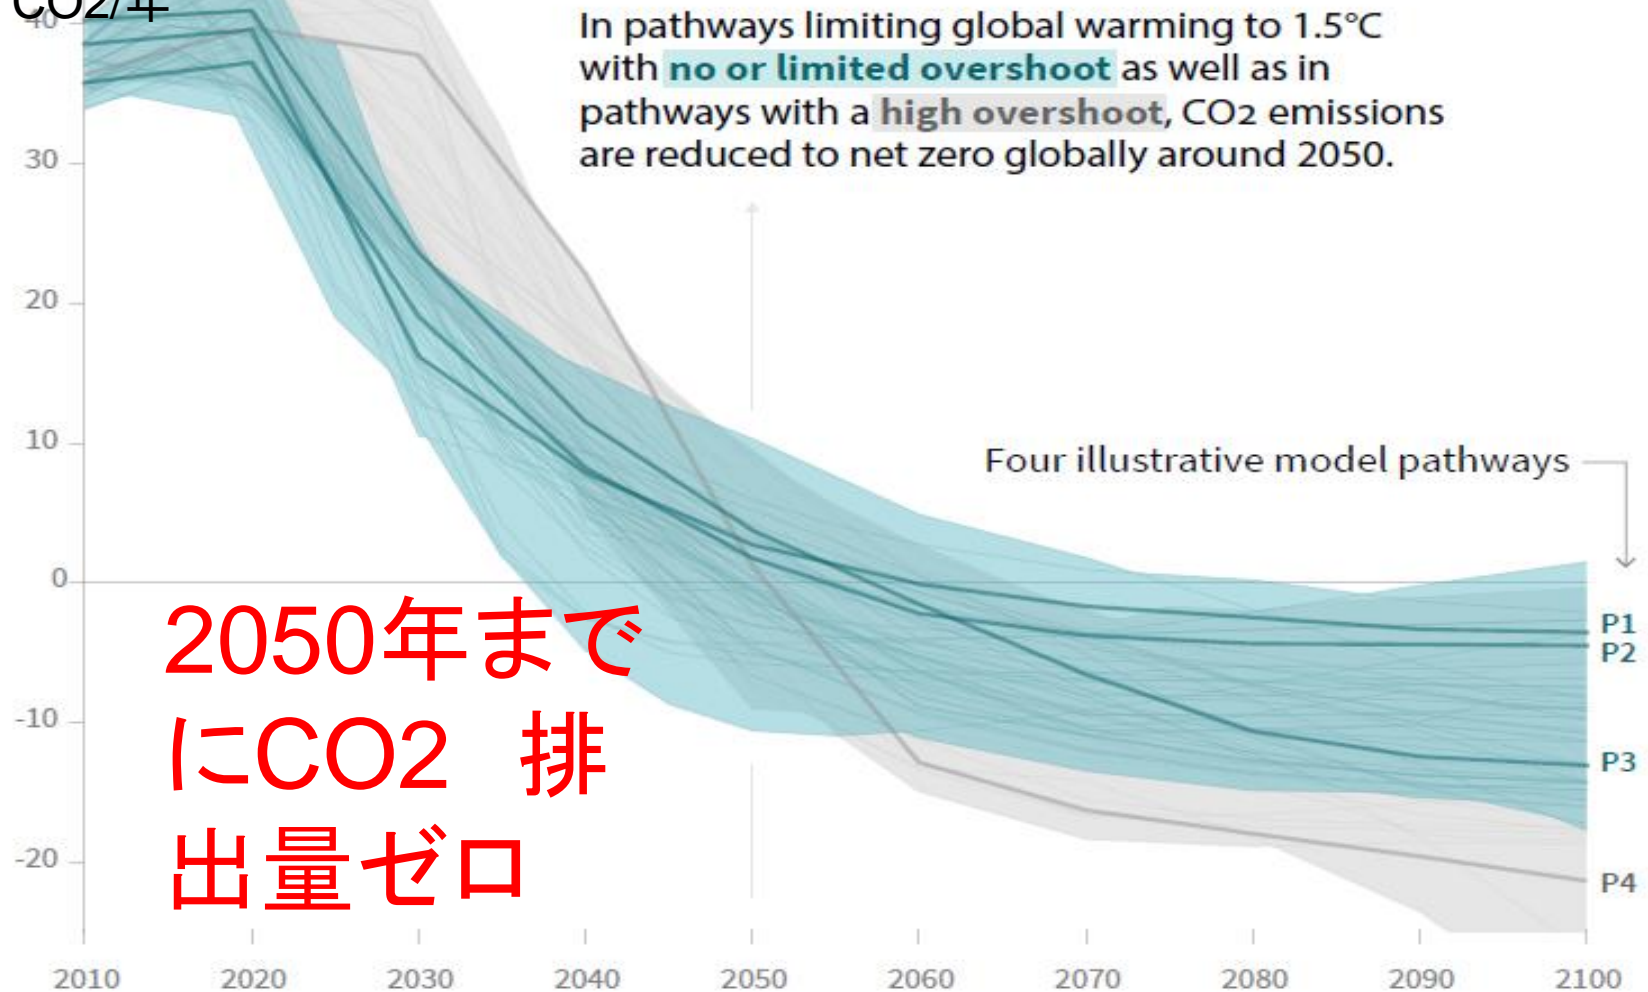 CO2/年
40
In pathways limiting global warming to 1.5°C
with no or limited overshoot as well as in
pathways with a high overshoot, CO2 emissions
are reduced to net zero globally around 2050.
30
20
10
Four illustrative model pathways
0
2050年まで
にCO2 排
出量ゼロ
P1
P2
-10
P3
-20
P4
2010 2020 2030 2040 2050 2060 2070 2080 2090 2100